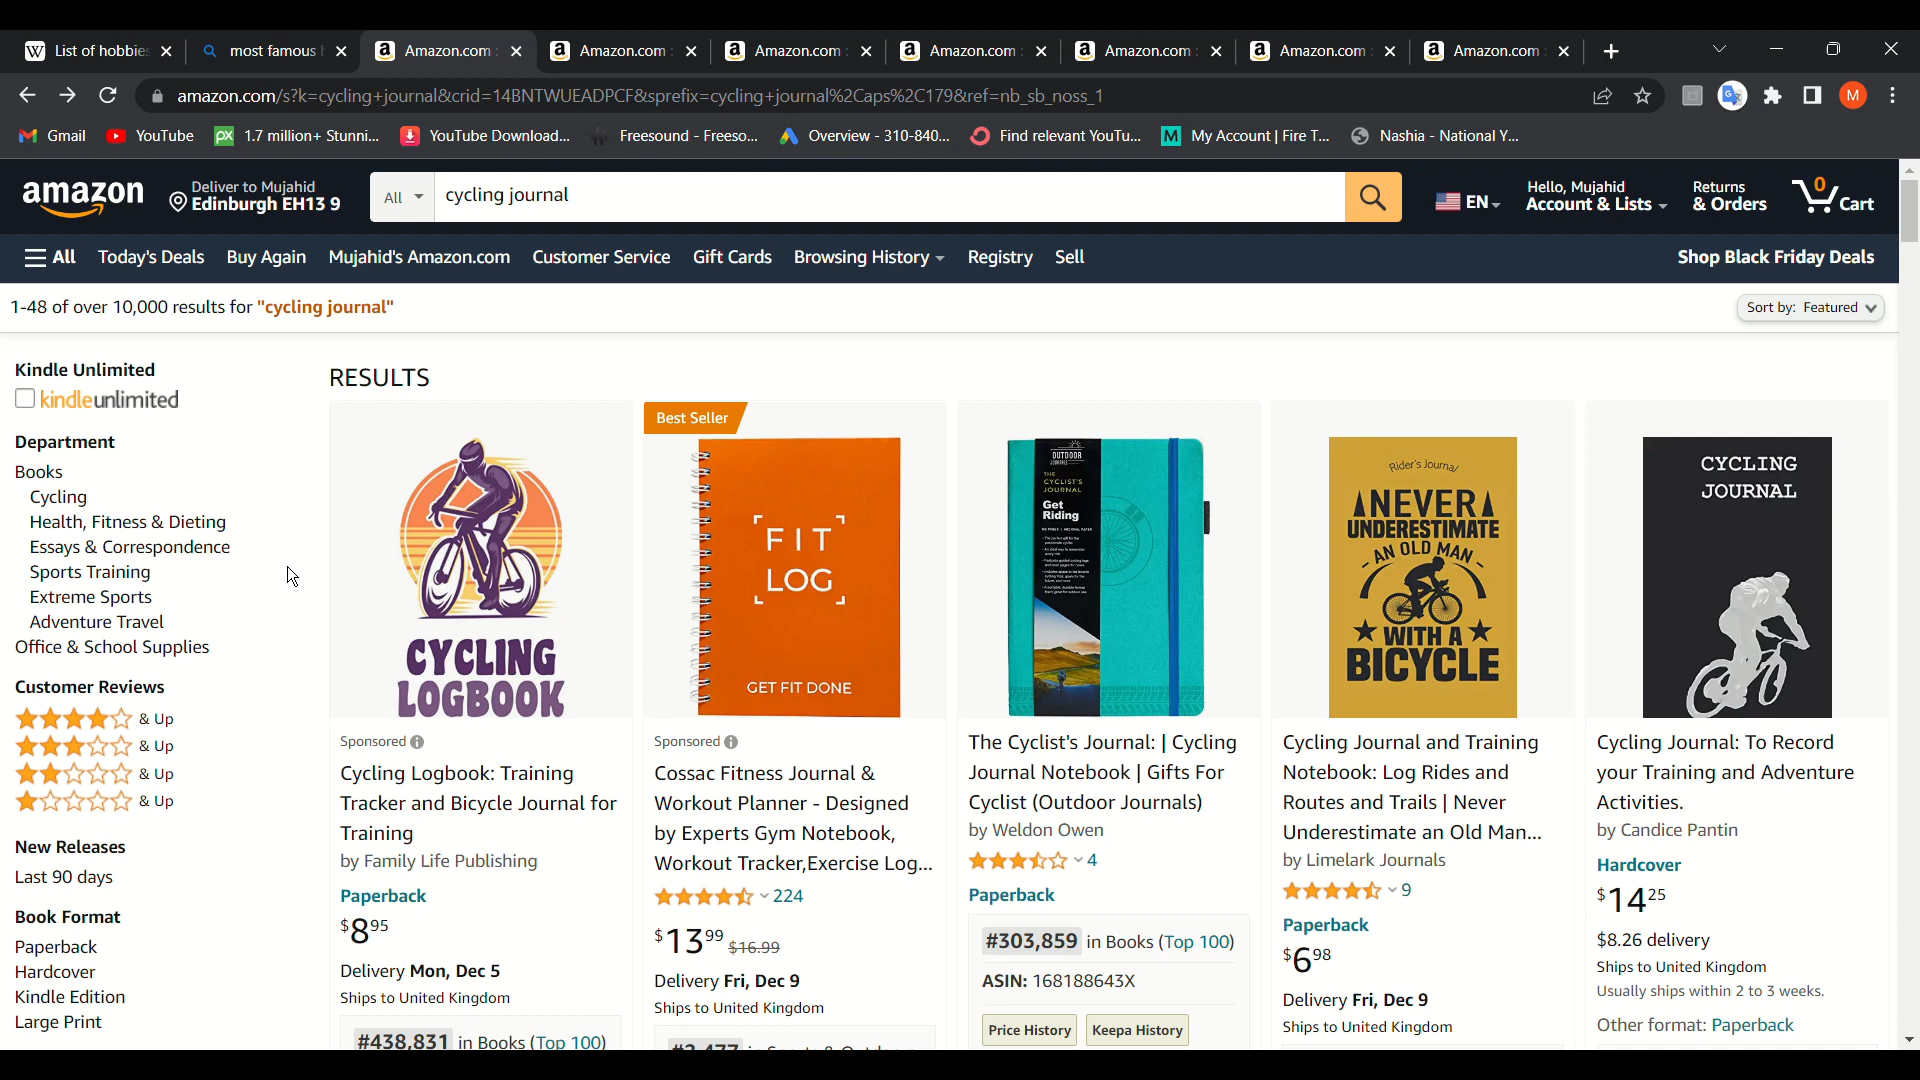 List of hobbies
most famous
Amazon.com :
Amazon.com :
Amazon.com :
Amazon.com :
Amazon.com :
Amazon.com :
Amazon.com :
amazon.com/s?k=cycling+journal&crid=14BNTWUEADPCF&sprefix=cycling+journal%2Caps%2C179&ref=nb_sb_noss_1
M
Gmail
YouTube
1.7 million+ Stunni...
YouTube Download...
Freesound - Freeso...
Overview - 310-840...
Find relevant YouTu...
My Account | Fire T...
Nashia - National Y...
amazon
Deliver to Mujahid
Edinburgh EH13 9
All
cycling journal
EN
Hello, Mujahid
Account & Lists
Returns
& Orders
0
Cart
All
Today's Deals
Buy Again
Mujahid's Amazon.com
Customer Service
Gift Cards
Browsing History
Registry
Sell
Shop Black Friday Deals
1-48 of over 10,000 results for "cycling journal"
Sort by: Featured
Kindle Unlimited
kindleunlimited
Department
Books
Cycling
Health, Fitness & Dieting
Essays & Correspondence
Sports Training
Extreme Sports
Adventure Travel
Office & School Supplies
Customer Reviews
& Up
& Up
& Up
& Up
New Releases
Last 90 days
Book Format
Paperback
Hardcover
Kindle Edition
Large Print
RESULTS
CYCLING
LOGBOOK
Sponsored
Cycling Logbook: Training
Tracker and Bicycle Journal for
Training
by Family Life Publishing
Paperback
$8.95
Delivery Mon, Dec 5
Ships to United Kingdom
#438,831 in Books (Top 100)
Best Seller
FIT
LOG
GET FIT DONE
Sponsored
Cossac Fitness Journal &
Workout Planner - Designed
by Experts Gym Notebook,
Workout Tracker,Exercise Log...
224
$13.99 $16.99
Delivery Fri, Dec 9
Ships to United Kingdom
OUTDOOR
JOURNALS
THE
CYCLIST'S
JOURNAL
Get
Riding
The Cyclist's Journal: | Cycling
Journal Notebook | Gifts For
Cyclist (Outdoor Journals)
by Weldon Owen
4
Paperback
#303,859 in Books (Top 100)
ASIN: 168188643X
Price History
Keepa History
Rider's Journal
NEVER
UNDERESTIMATE
AN OLD MAN
WITH A
BICYCLE
Cycling Journal and Training
Notebook: Log Rides and
Routes and Trails | Never
Underestimate an Old Man...
by Limelark Journals
9
Paperback
$6.98
Delivery Fri, Dec 9
Ships to United Kingdom
CYCLING
JOURNAL
Cycling Journal: To Record
your Training and Adventure
Activities.
by Candice Pantin
Hardcover
$14.25
$8.26 delivery
Ships to United Kingdom
Usually ships within 2 to 3 weeks.
Other format: Paperback